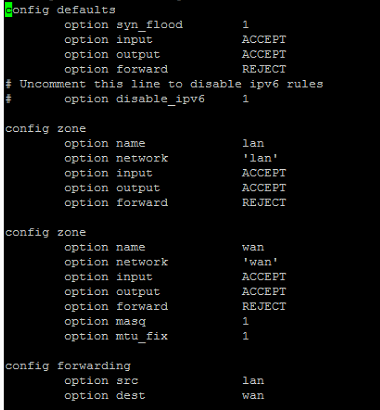 config defaults
        option syn_flood        1
        option input            ACCEPT
        option output           ACCEPT
        option forward          REJECT
# Uncomment this line to disable ipv6 rules
#       option disable_ipv6     1

config zone
        option name             lan
        option network          'lan'
        option input            ACCEPT
        option output           ACCEPT
        option forward          REJECT

config zone
        option name             wan
        option network          'wan'
        option input            ACCEPT
        option output           ACCEPT
        option forward          REJECT
        option masq             1
        option mtu_fix          1

config forwarding
        option src              lan
        option dest             wan